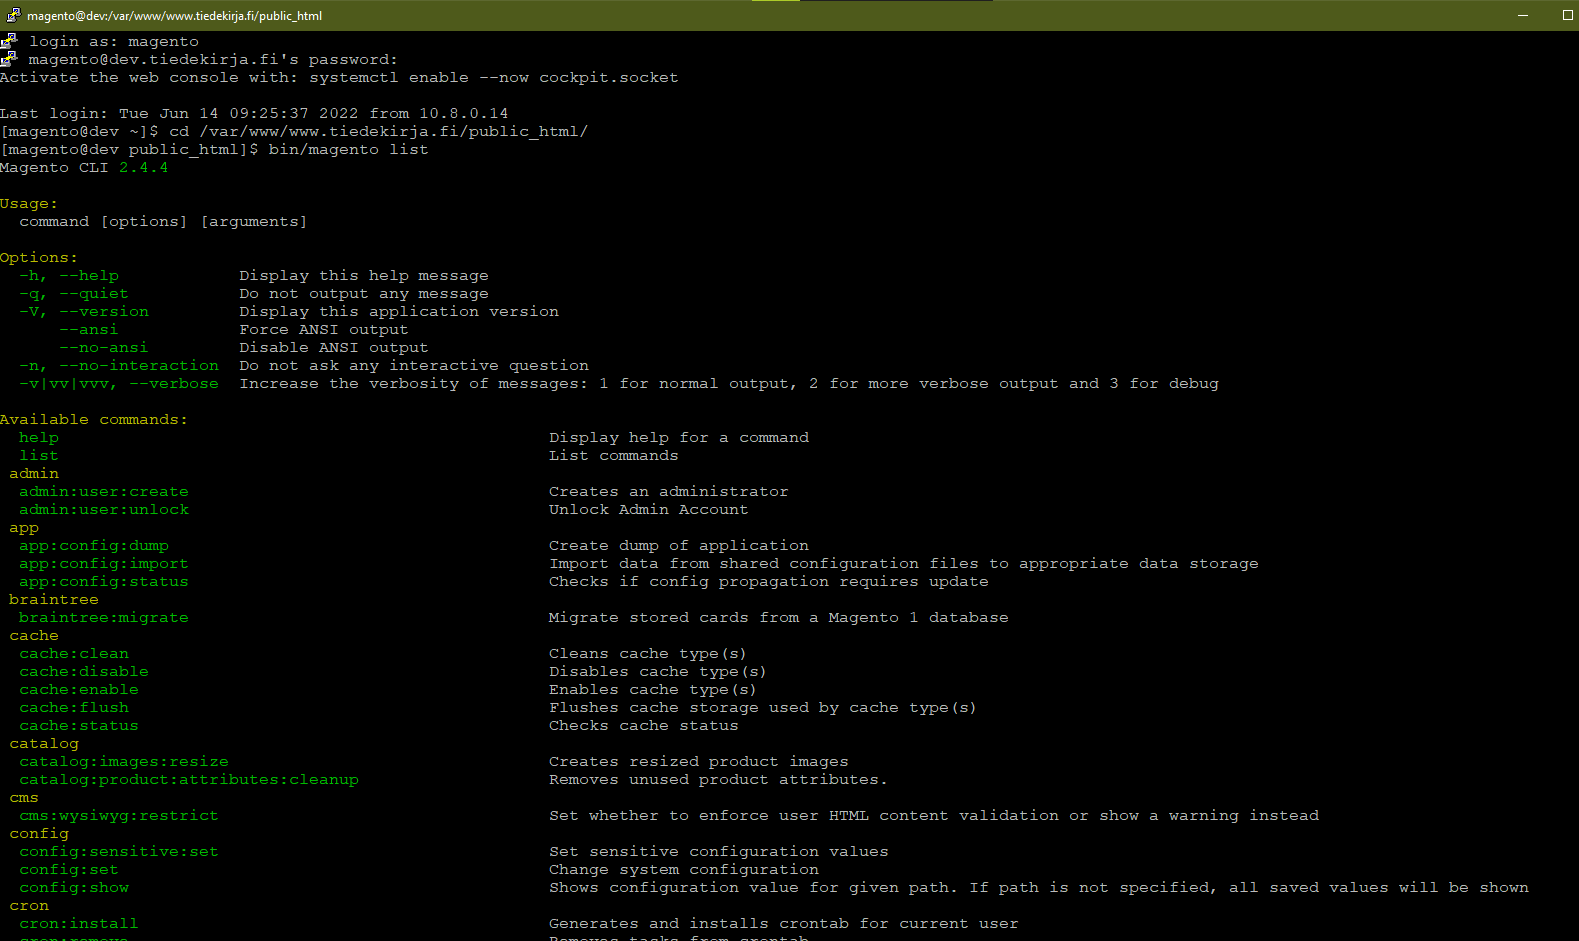 magento@dev:/var/www/www.tiedekirja.fi/public_html
login as: magento
magento@dev.tiedekirja.fi's password:
Activate the web console with: systemctl enable --now cockpit.socket
Last login: Tue Jun 14 09:25:37 2022 from 10.8.0.14
[magento@dev ~]$ cd /var/www/www.tiedekirja.fi/public_html/
[magento@dev public_html]$ bin/magento list
Magento CLI 2.4.4
Usage:
command [options] [arguments]
Options:
-h, --help Display this help message
-q, --quiet Do not output any message
-V, --version Display this application version
--ansi Force ANSI output
--no-ansi Disable ANSI output
-n, --no-interaction Do not ask any interactive question
-v|vv|vvv, --verbose Increase the verbosity of messages: 1 for normal output, 2 for more verbose output and 3 for debug
Available commands:
help Display help for a command
list List commands
admin
admin:user:create Creates an administrator
admin:user:unlock Unlock Admin Account
app
app:config:dump Create dump of application
app:config:import Import data from shared configuration files to appropriate data storage
app:config:status Checks if config propagation requires update
braintree
braintree:migrate Migrate stored cards from a Magento 1 database
cache
cache:clean Cleans cache type(s)
cache:disable Disables cache type(s)
cache:enable Enables cache type(s)
cache:flush Flushes cache storage used by cache type(s)
cache:status Checks cache status
catalog
catalog:images:resize Creates resized product images
catalog:product:attributes:cleanup Removes unused product attributes.
cms
cms:wysiwyg:restrict Set whether to enforce user HTML content validation or show a warning instead
config
config:sensitive:set Set sensitive configuration values
config:set Change system configuration
config:show Shows configuration value for given path. If path is not specified, all saved values will be shown
cron
cron:install Generates and installs crontab for current user
cron:remove Removes tasks from crontab